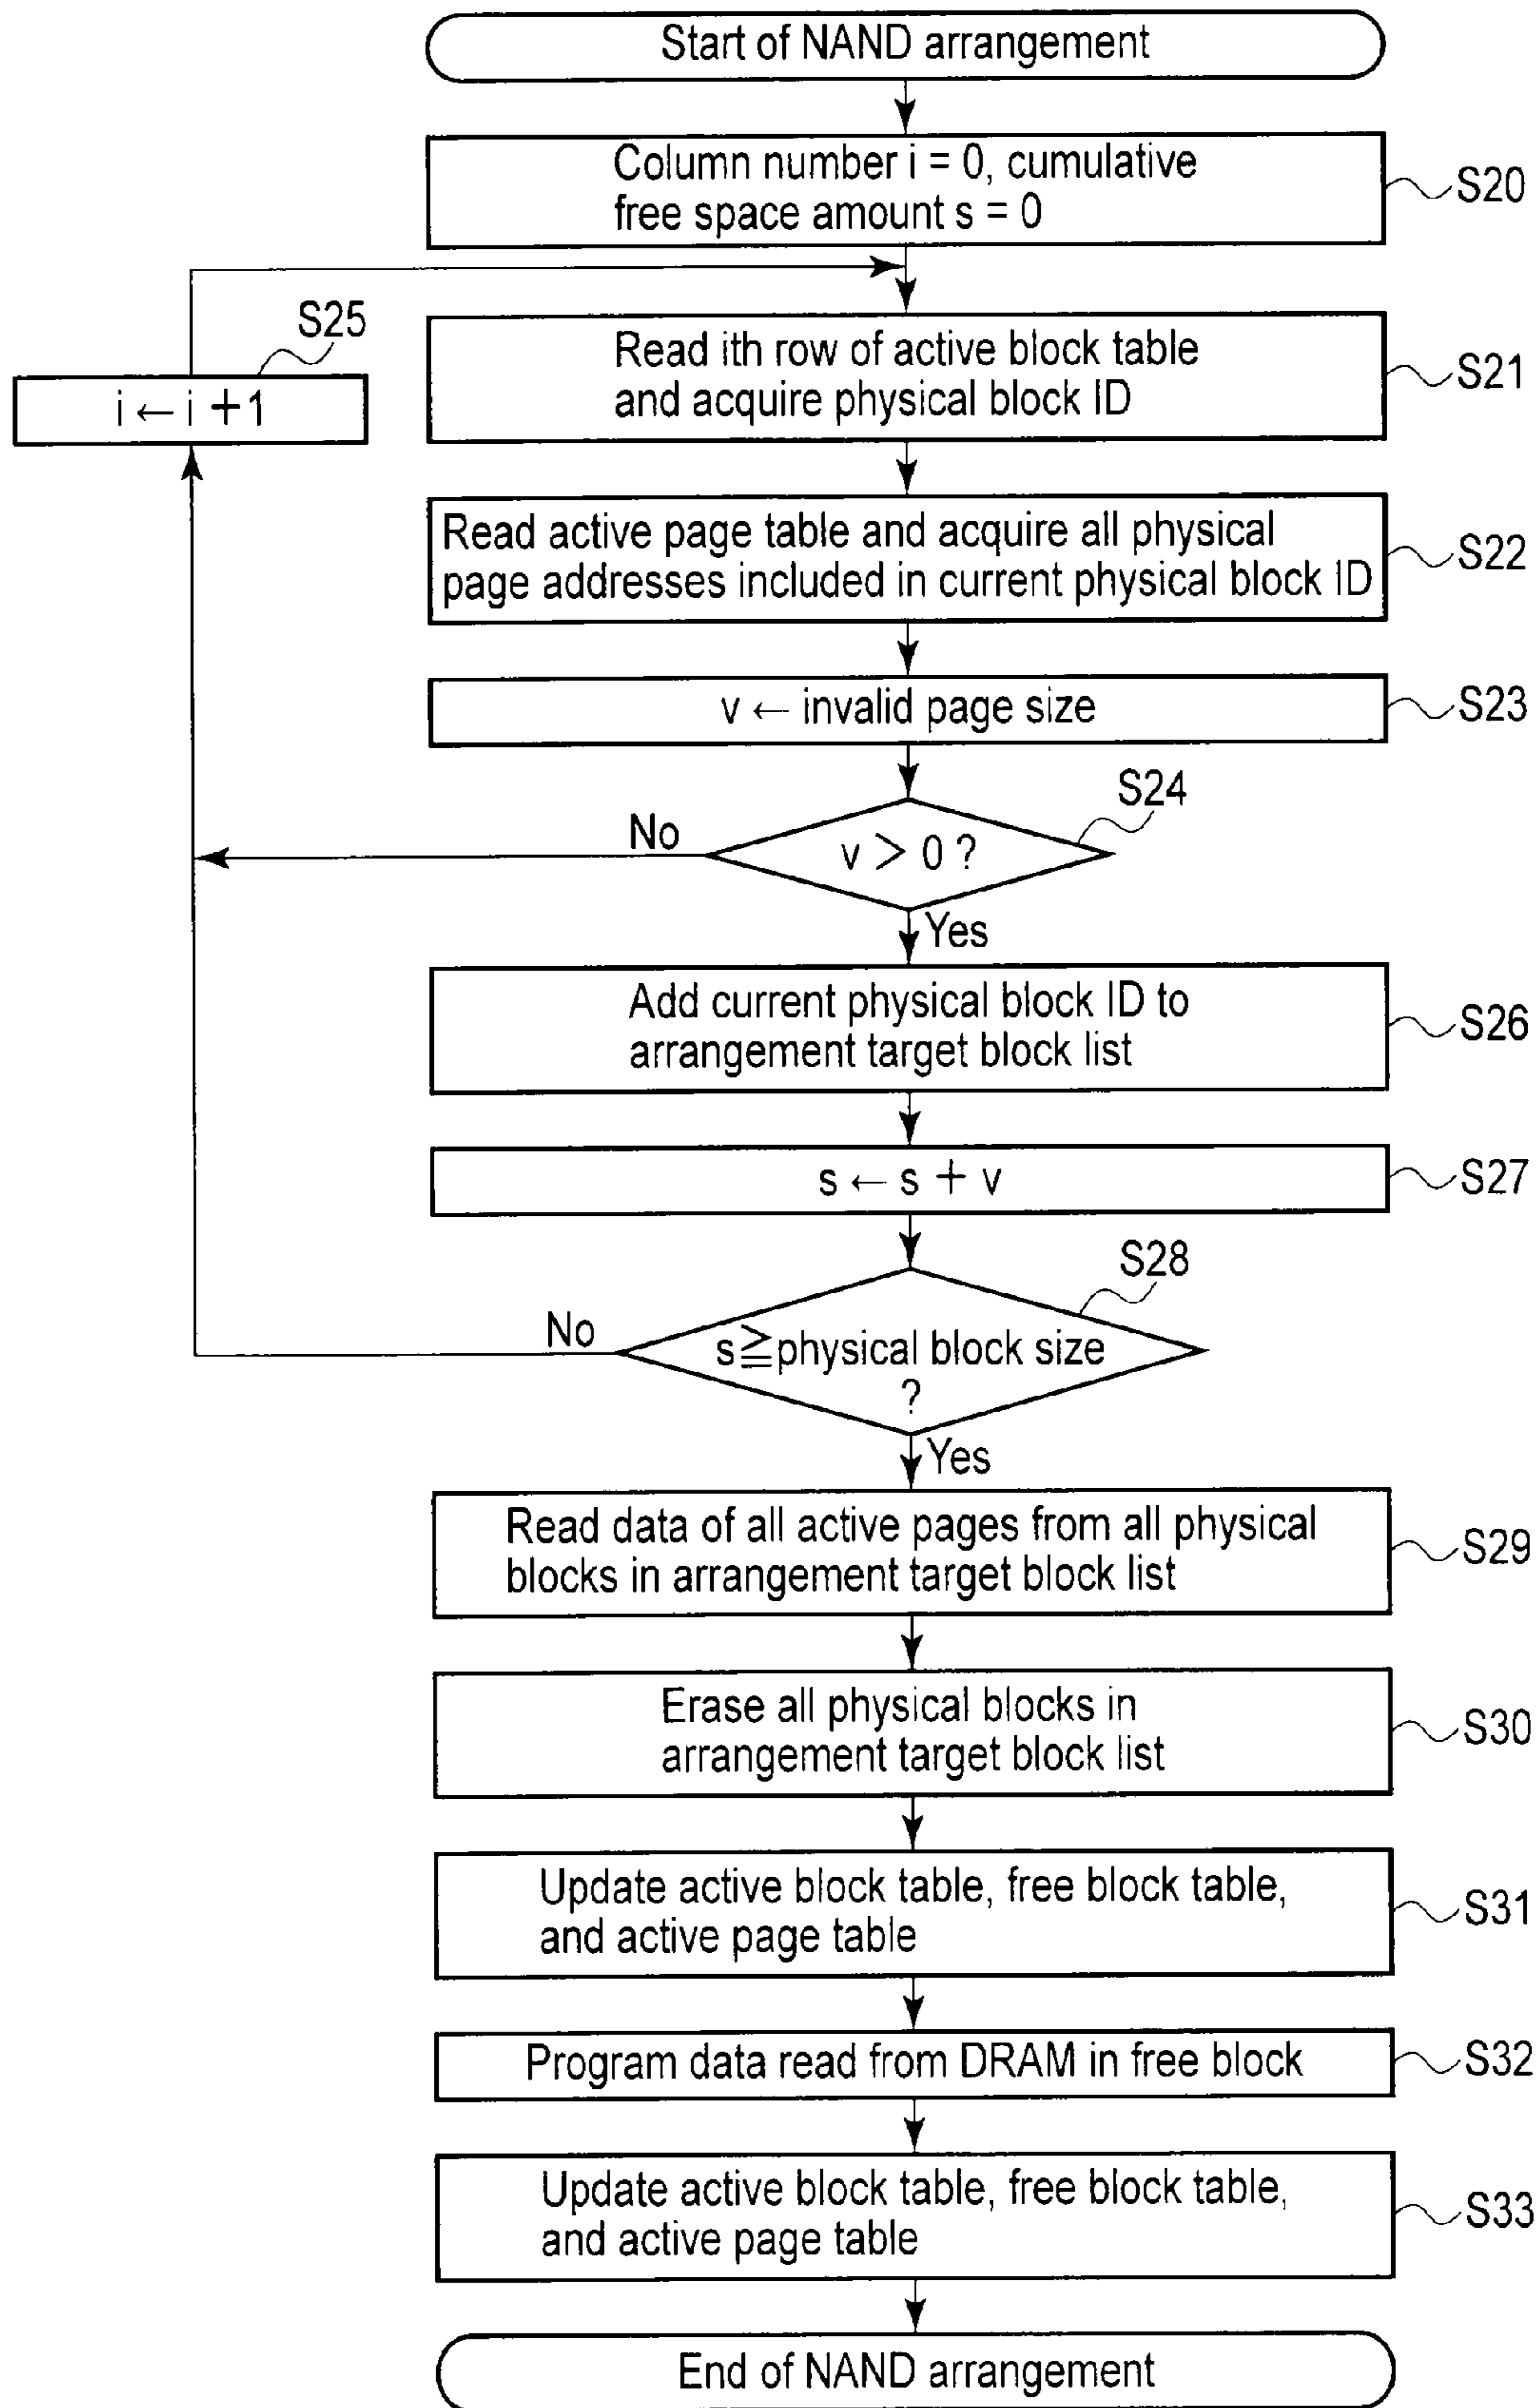 Start of NAND arrangement
Column number i = 0, cumulative
free space amount s = 0
S20
S25
i ← i + 1
Read ith row of active block table
and acquire physical block ID
S21
Read active page table and acquire all physical
page addresses included in current physical block ID
S22
v ← invalid page size
S23
S24
No
v > 0 ?
Yes
Add current physical block ID to
arrangement target block list
S26
s ← s + v
S27
S28
No
s≧physical block size
?
Yes
Read data of all active pages from all physical
blocks in arrangement target block list
S29
Erase all physical blocks in
arrangement target block list
S30
Update active block table, free block table,
and active page table
S31
Program data read from DRAM in free block
S32
Update active block table, free block table,
and active page table
S33
End of NAND arrangement